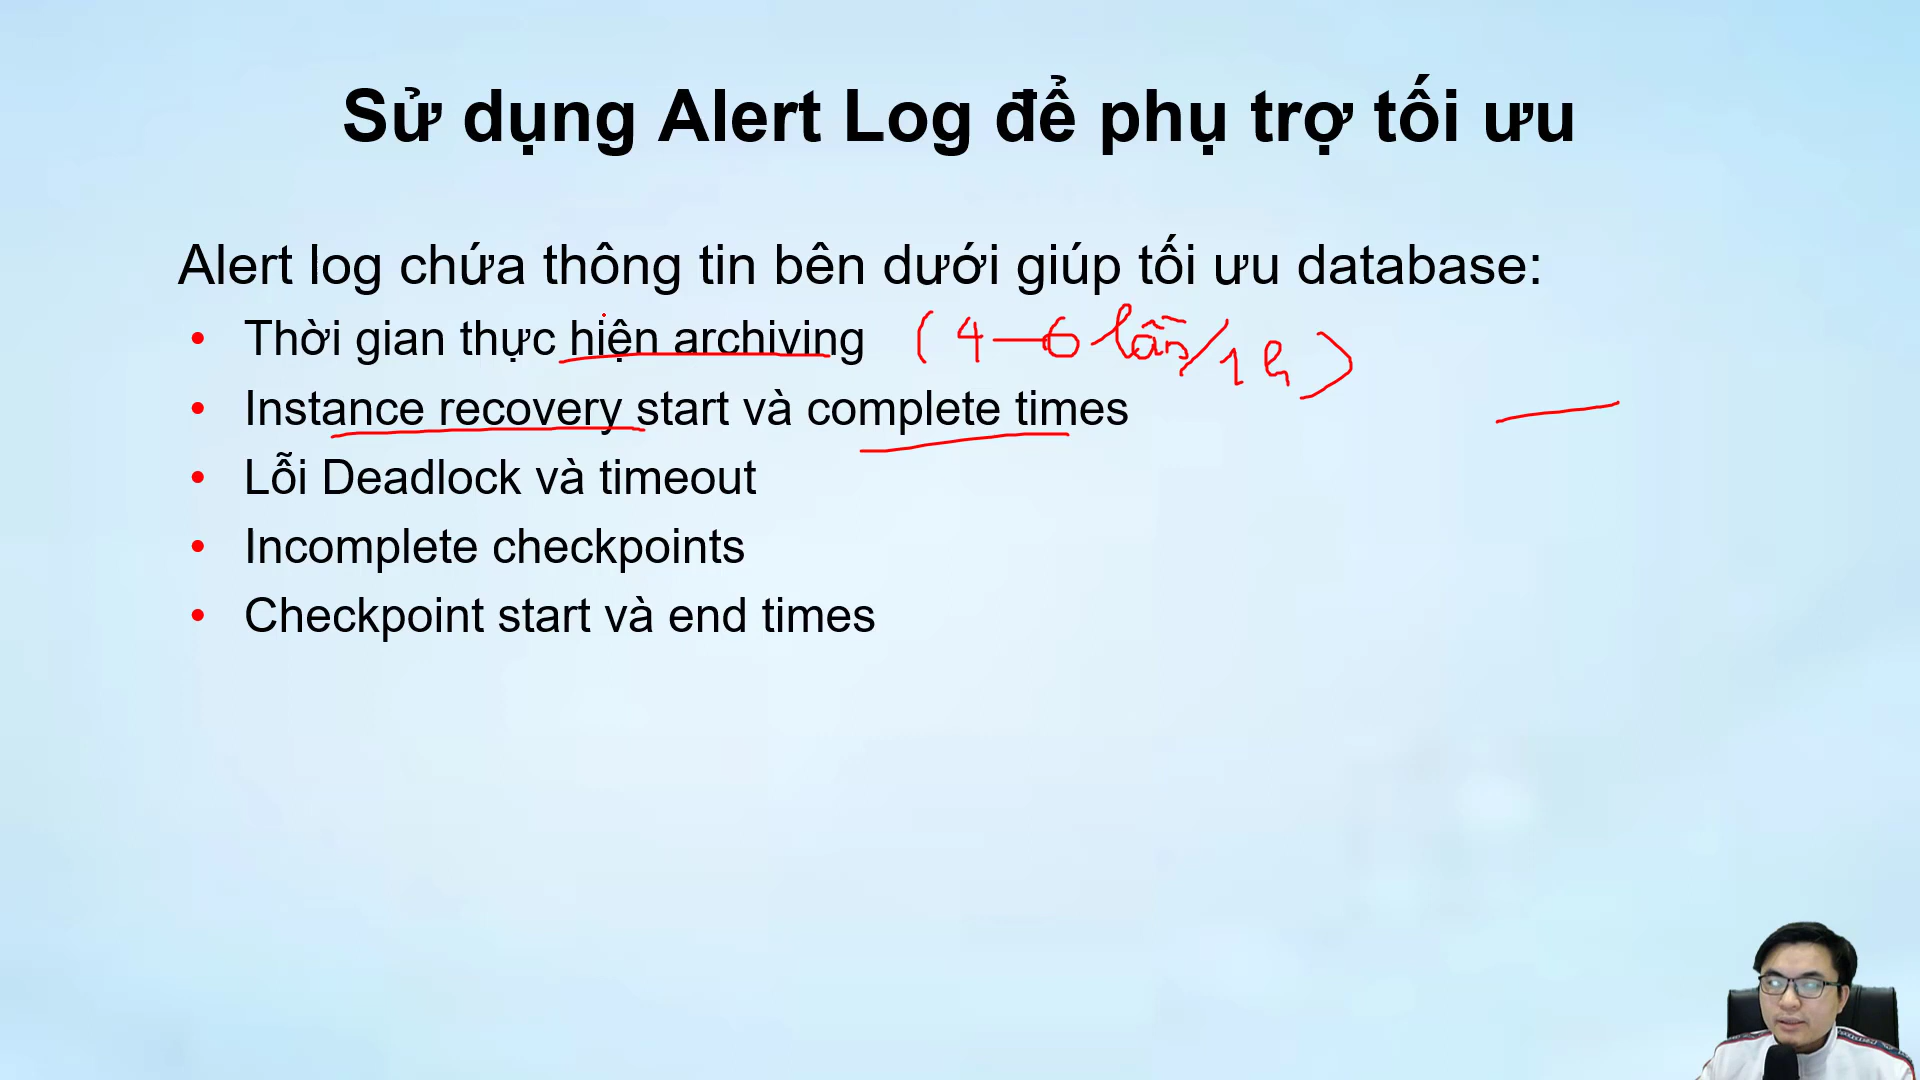 Sử dụng Alert Log để phụ trợ tối ưu
Alert log chứa thông tin bên dưới giúp tối ưu database:
• Thời gian thực hiện archiving (4-6 lần/1h)
• Instance recovery start và complete times
• Lỗi Deadlock và timeout
• Incomplete checkpoints
• Checkpoint start và end times